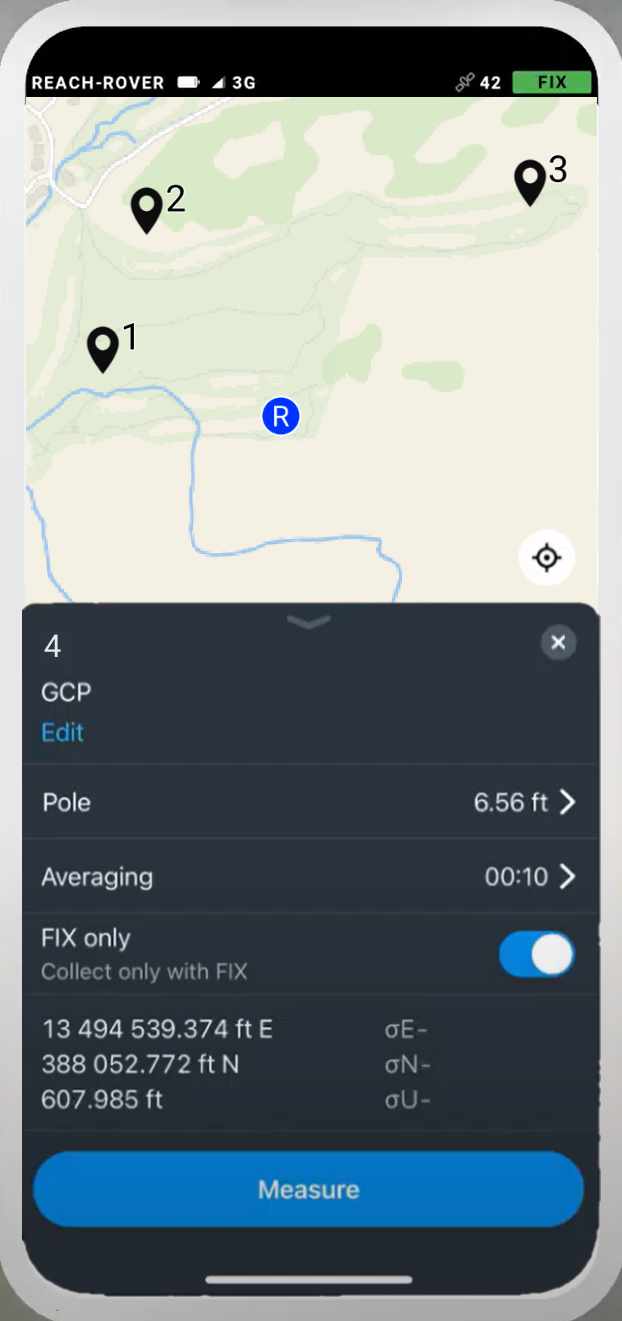 REACH-ROVER 3G 42 FIX
3
2
1
R
4
GCP
Edit
Pole 6.56 ft
Averaging 00:10
FIX only
Collect only with FIX
13 494 539.374 ft E σE-
388 052.772 ft N σN-
607.985 ft σU-
Measure